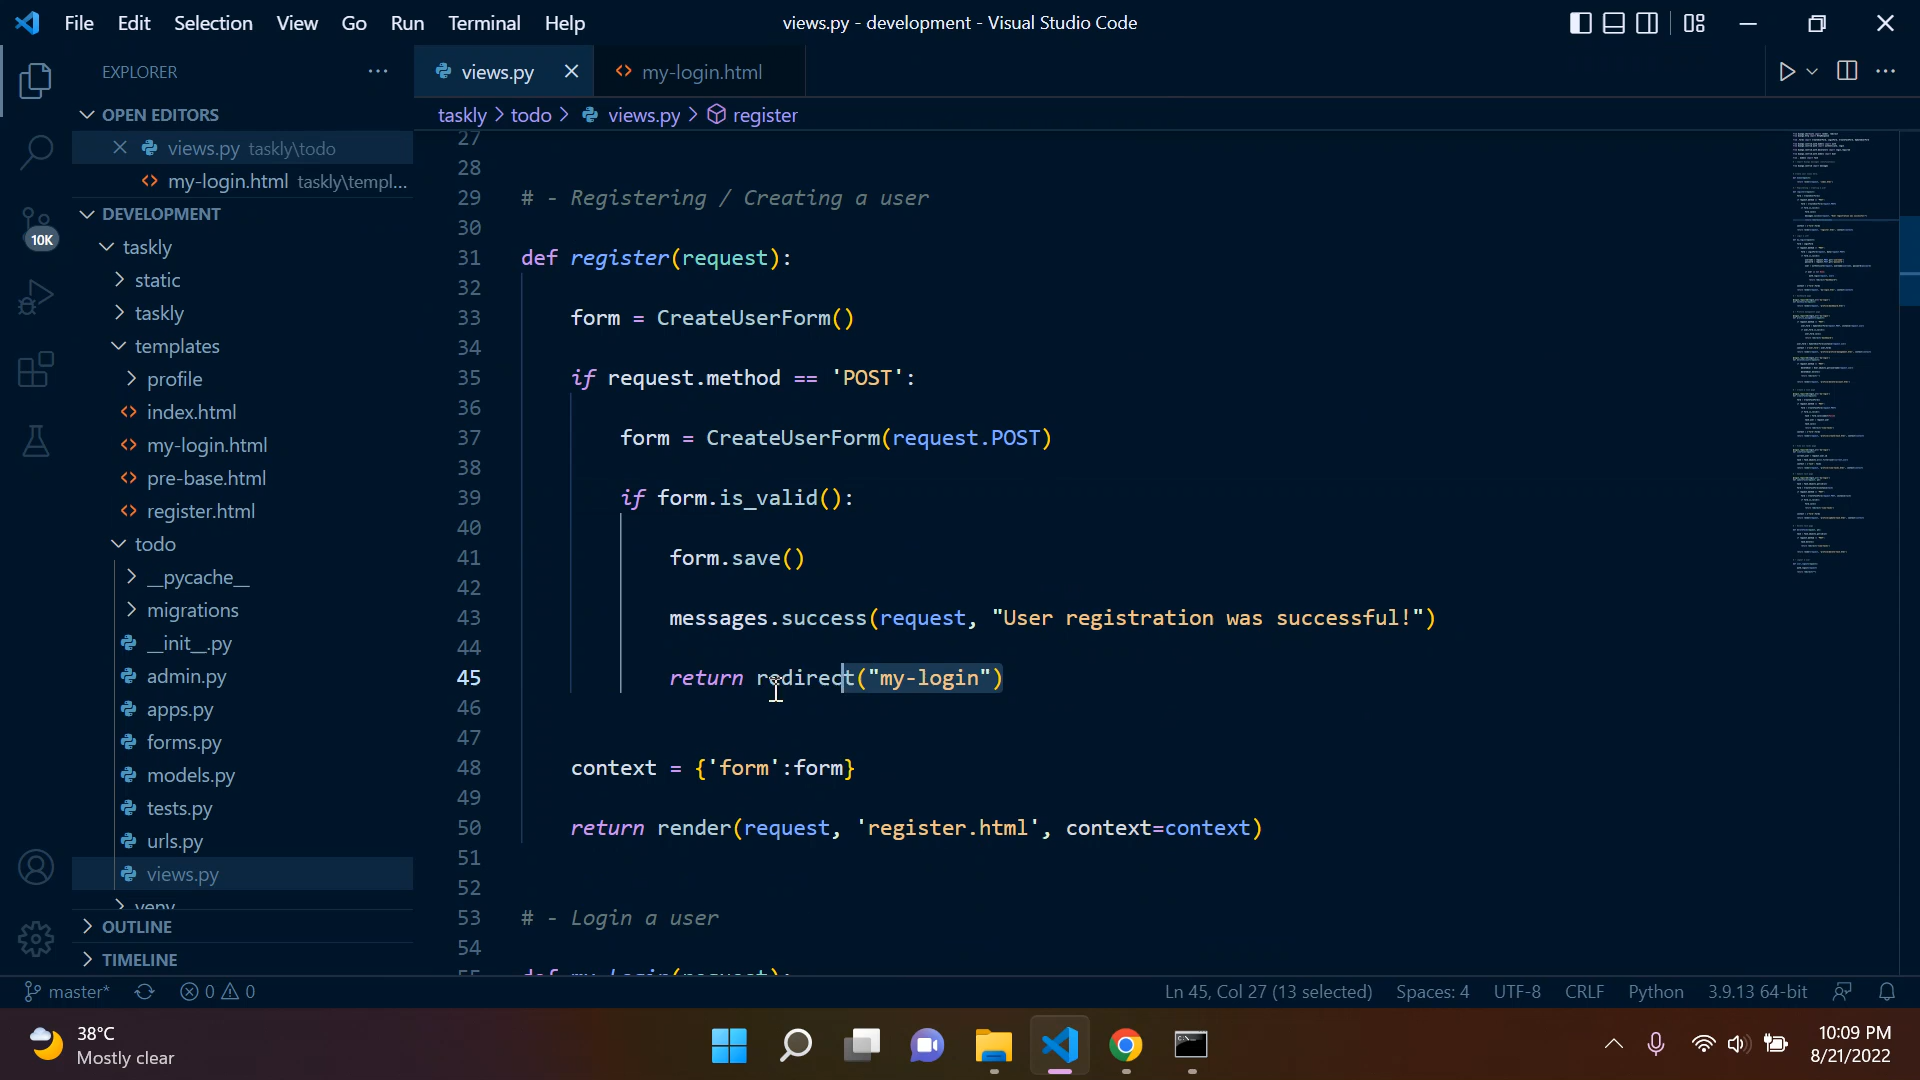 File Edit Selection View Go Run Terminal Help
views.py - development - Visual Studio Code
EXPLORER
OPEN EDITORS
views.py taskly\todo
my-login.html taskly\templ...
DEVELOPMENT
taskly
static
taskly
templates
profile
index.html
my-login.html
pre-base.html
register.html
todo
__pycache__
migrations
__init__.py
admin.py
apps.py
forms.py
models.py
tests.py
urls.py
views.py
venv
OUTLINE
TIMELINE
10K
views.py
my-login.html
taskly > todo > views.py > register
27
28
29 # - Registering / Creating a user
30
31 def register(request):
32
33 form = CreateUserForm()
34
35 if request.method == 'POST':
36
37 form = CreateUserForm(request.POST)
38
39 if form.is_valid():
40
41 form.save()
42
43 messages.success(request, "User registration was successful!")
44
45 return redirect("my-login")
46
47
48 context = {'form':form}
49
50 return render(request, 'register.html', context=context)
51
52
53 # - Login a user
54
55 def my_login(request):
master* 0 0
Ln 45, Col 27 (13 selected) Spaces: 4 UTF-8 CRLF Python 3.9.13 64-bit
38°C
Mostly clear
10:09 PM
8/21/2022